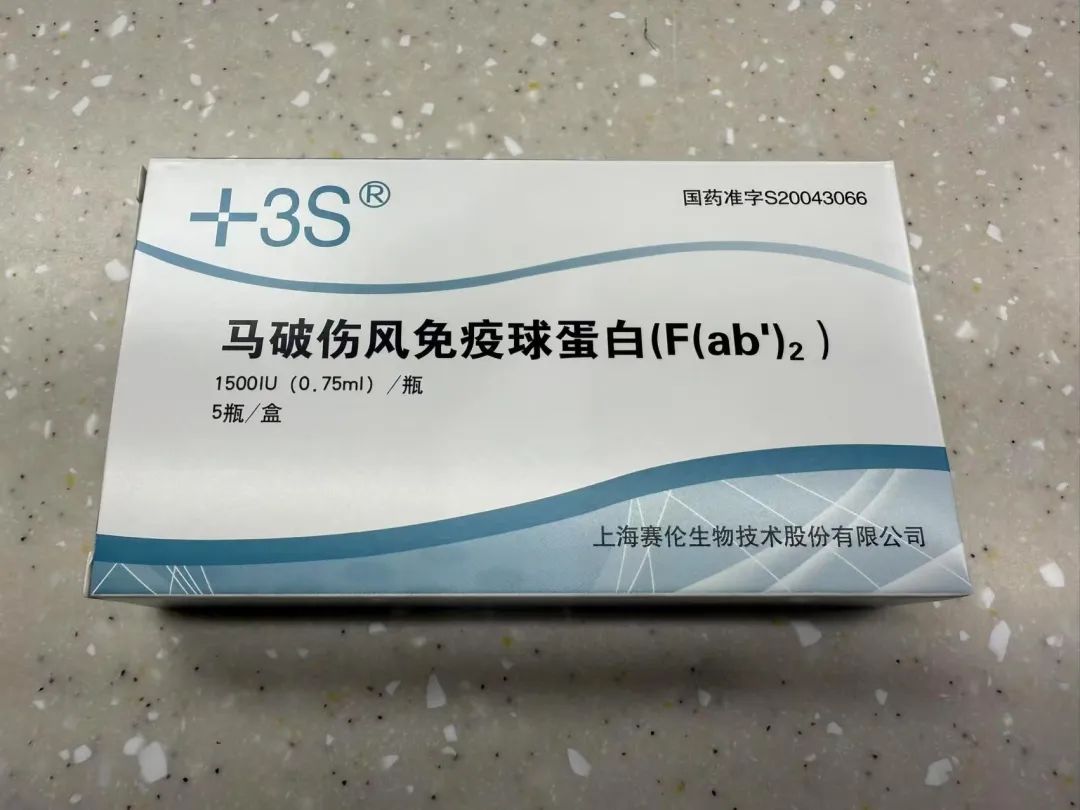 +3S®
国药准字S20043066
马破伤风免疫球蛋白(F(ab')₂)
1500IU（0.75ml）/瓶
5瓶/盒
上海赛伦生物技术股份有限公司